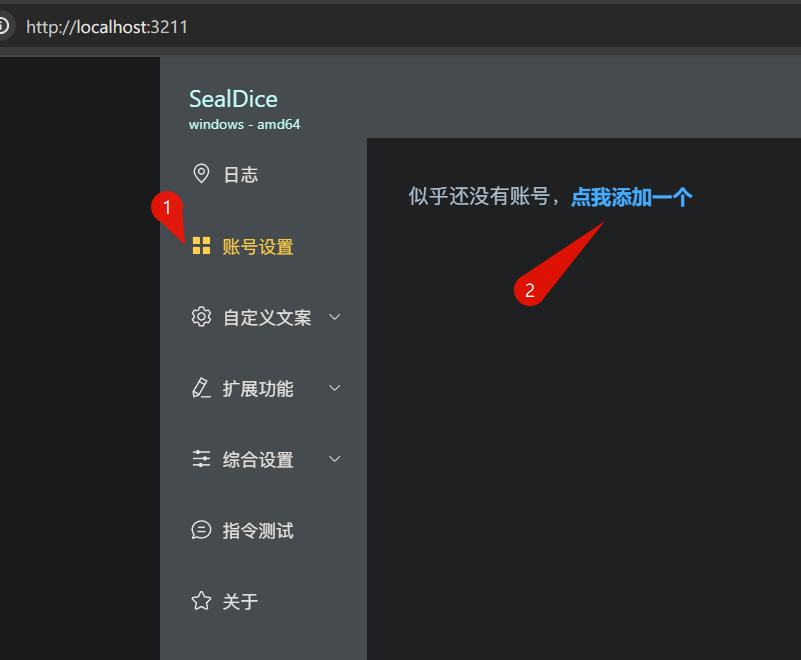 http://localhost:3211
SealDice
windows - amd64
日志
1
账号设置
自定义文案
扩展功能
综合设置
指令测试
关于
似乎还没有账号，点我添加一个
2